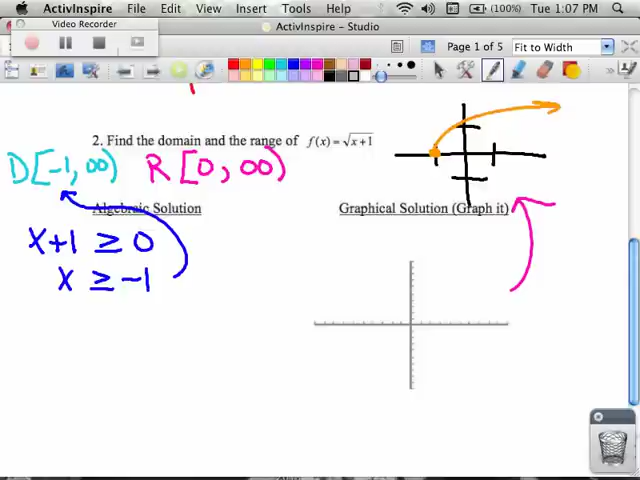 ActivInspire File Edit View Insert Tools Help (100%) Tue 1:07 PM
Video Recorder
ActivInspire - Studio
Page 1 of 5 Fit to Width
2. Find the domain and the range of f(x) = √x+1
D[-1, ∞) R [0, ∞)
Algebraic Solution Graphical Solution (Graph it)
x+1 ≥ 0
x ≥ -1